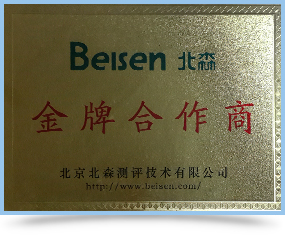 Beisen 北森
金牌合作商
北京北森测评技术有限公司
http://www.beisen.com/